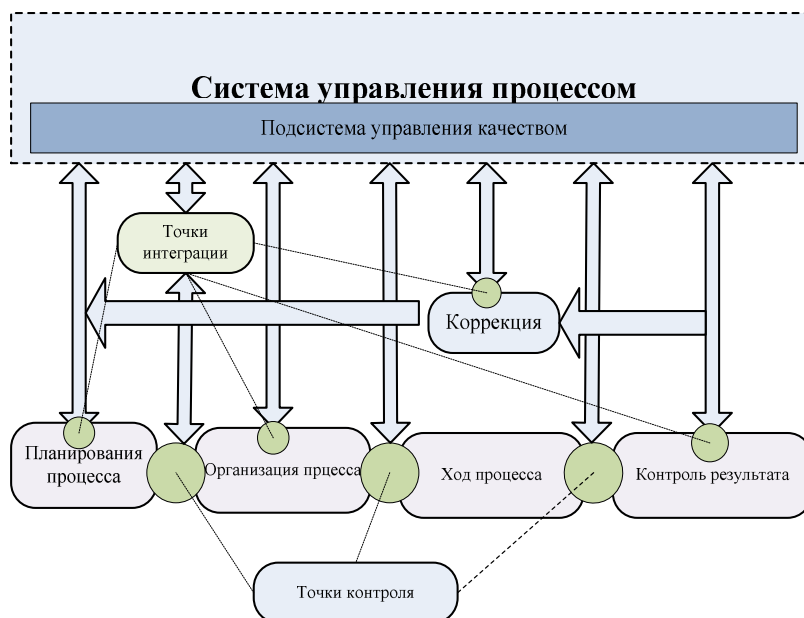 Система управления процессом
Подсистема управления качеством
Точки
интеграции
Коррекция
Планирования
процесса
Организация прцесса
Ход процесса
Контроль результата
Точки контроля